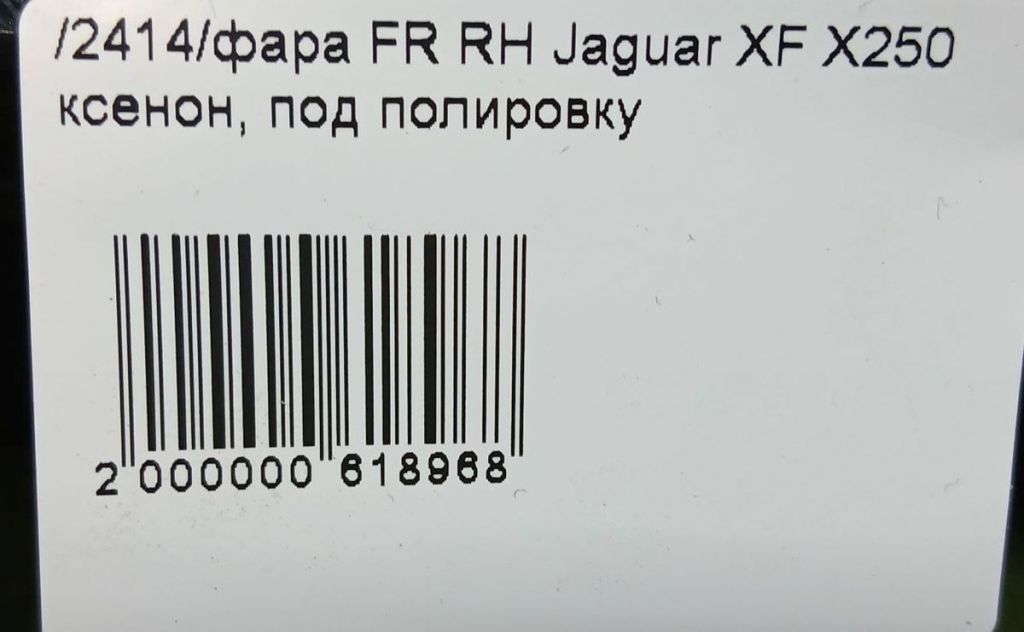 /2414/фара FR RH Jaguar XF X250
ксенон, под полировку
2 000000 618968